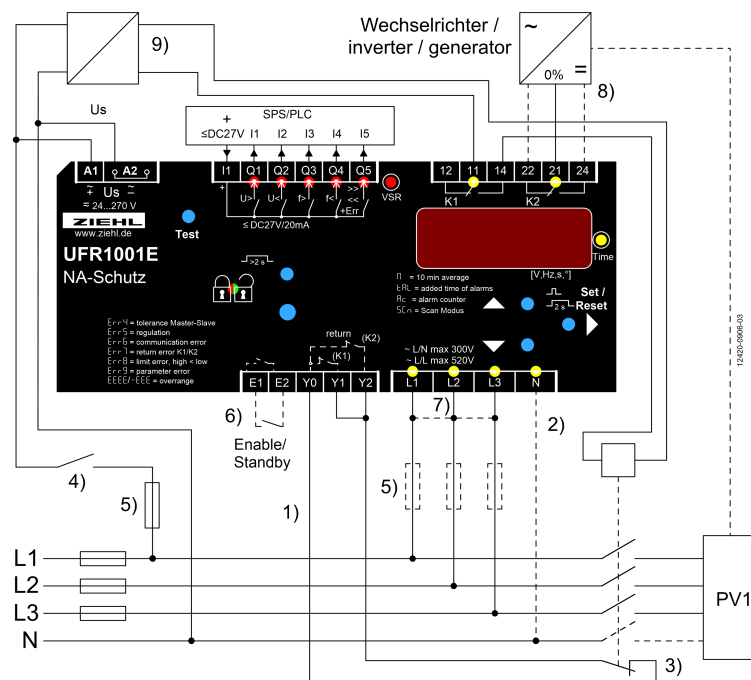 9)
Wechselrichter /
inverter / generator
~
0%
=
8)
Us
SPS/PLC
+
≤DC27V I1 I2 I3 I4 I5
A1 A2
I1 Q1 Q2 Q3 Q4 Q5
12 11 14 22 21 24
~ Us ~
+ -
≂ 24...270 V
+
U> U< f> f< >>
<<
+Err
≤ DC27V/20mA
VSR
K1 K2
ZIEHL
www.ziehl.de
Test
UFR1001E
NA-Schutz
>2 s
Time
[V,Hz,s,°]
П = 10 min average
tAL = added time of alarms
Ac = alarm counter
SCn = Scan Modus
2 s
Set /
Reset
Err4 = tolerance Master-Slave
Err5 = regulation
Err6 = communication error
Err7 = return error K1/K2
Err8 = limit error, high < low
Err9 = parameter error
EEEE/-EEE = overrange
return (K2)
(K1)
~ L/N max 300V
~ L/L max 520V
12420-0906-03
E1 E2 Y0 Y1 Y2
L1 L2 L3 N
6)
7)
2)
Enable/
Standby
4)
5)
5)
1)
L1
L2
L3
N
PV1
3)